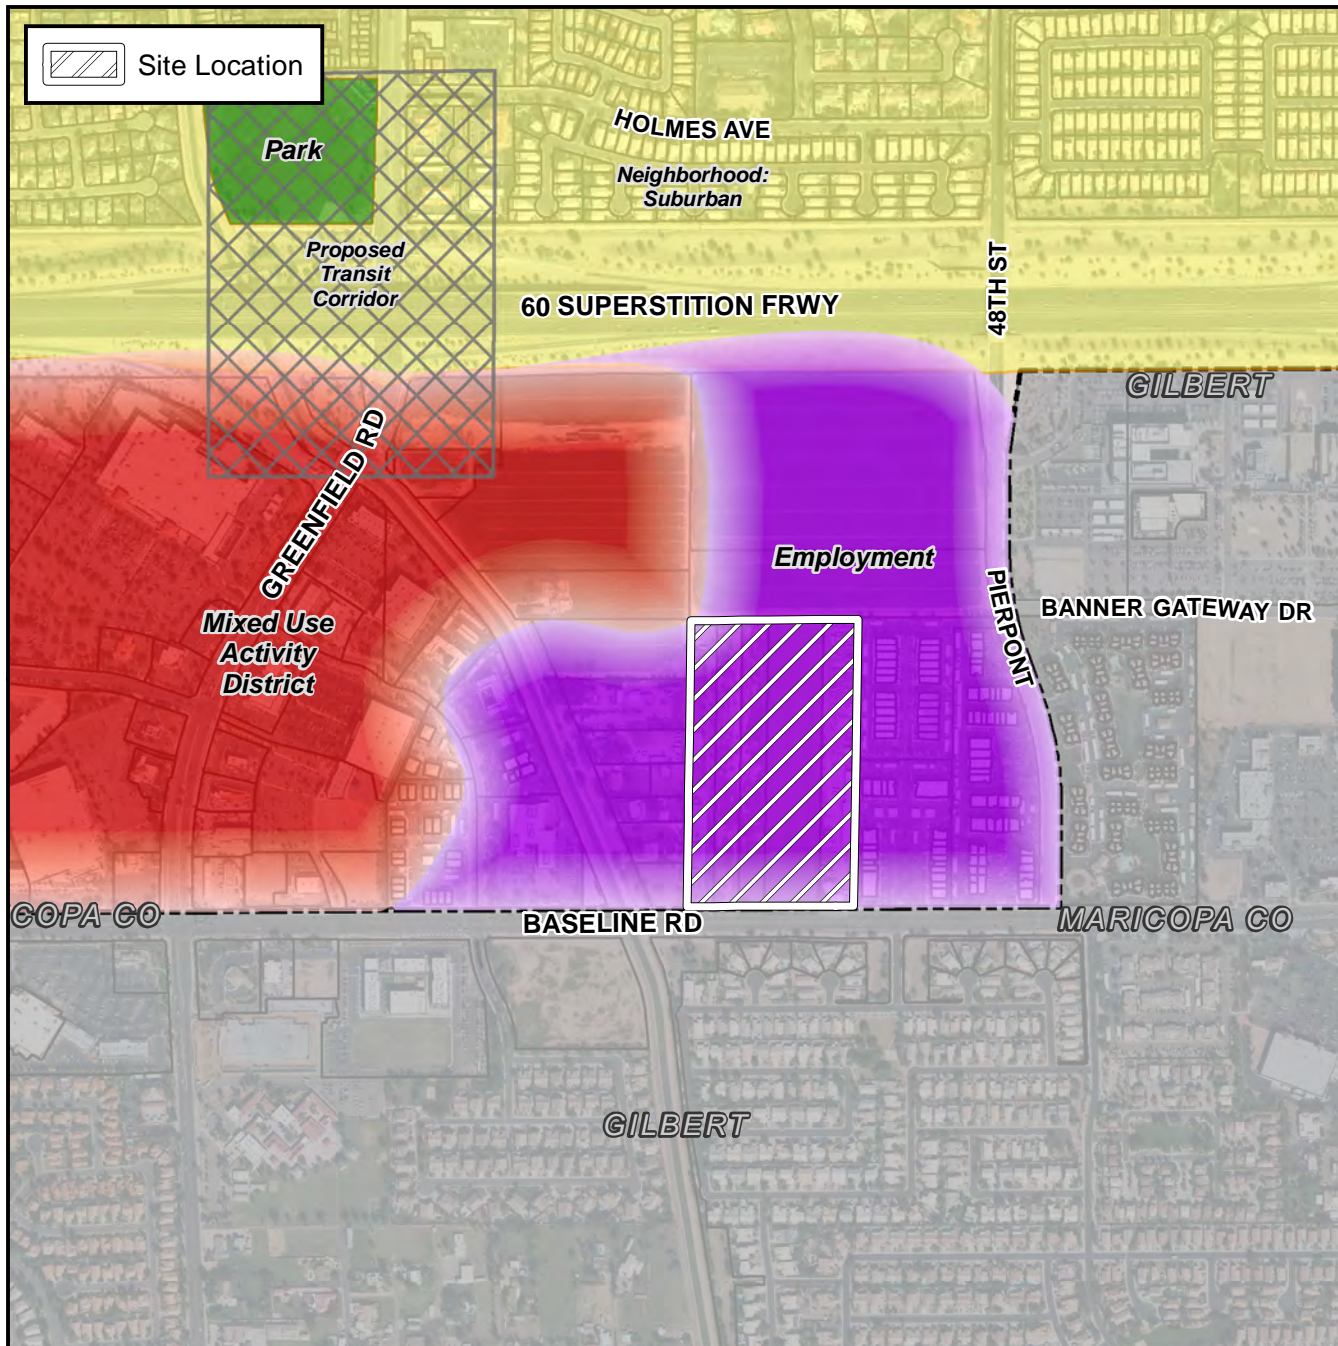 Site Location
HOLMES AVE
Park
Neighborhood:
Suburban
Proposed
Transit
Corridor
60 SUPERSTITION FRWY
48TH ST
GILBERT
GREENFIELD RD
Employment
PIERPONT
BANNER GATEWAY DR
Mixed Use
Activity
District
COPA CO
BASELINE RD
MARICOPA CO
GILBERT